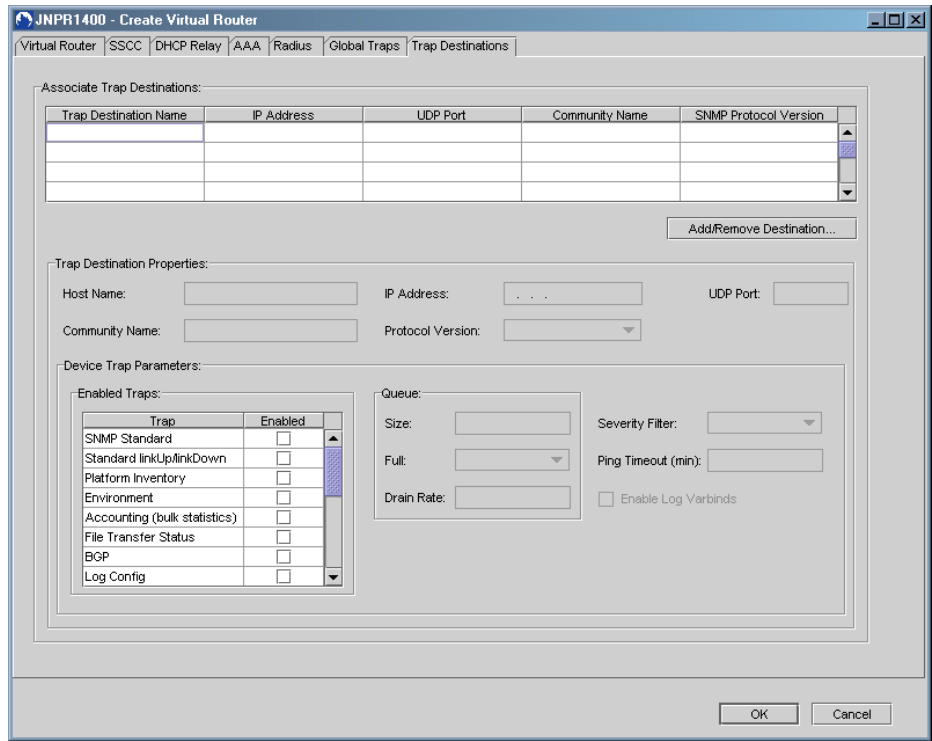 JNPR1400 - Create Virtual Router
Virtual Router SSCC DHCP Relay AAA Radius Global Traps Trap Destinations
Associate Trap Destinations:
Trap Destination Name IP Address UDP Port Community Name SNMP Protocol Version
Add/Remove Destination...
Trap Destination Properties:
Host Name: IP Address: . . . UDP Port:
Community Name: Protocol Version:
Device Trap Parameters:
Enabled Traps: Queue:
Trap Enabled
Size: Severity Filter:
SNMP Standard
Standard linkUp/linkDown
Full: Ping Timeout (min):
Platform Inventory
Environment
Drain Rate: Enable Log Varbinds
Accounting (bulk statistics)
File Transfer Status
BGP
Log Config
OK Cancel